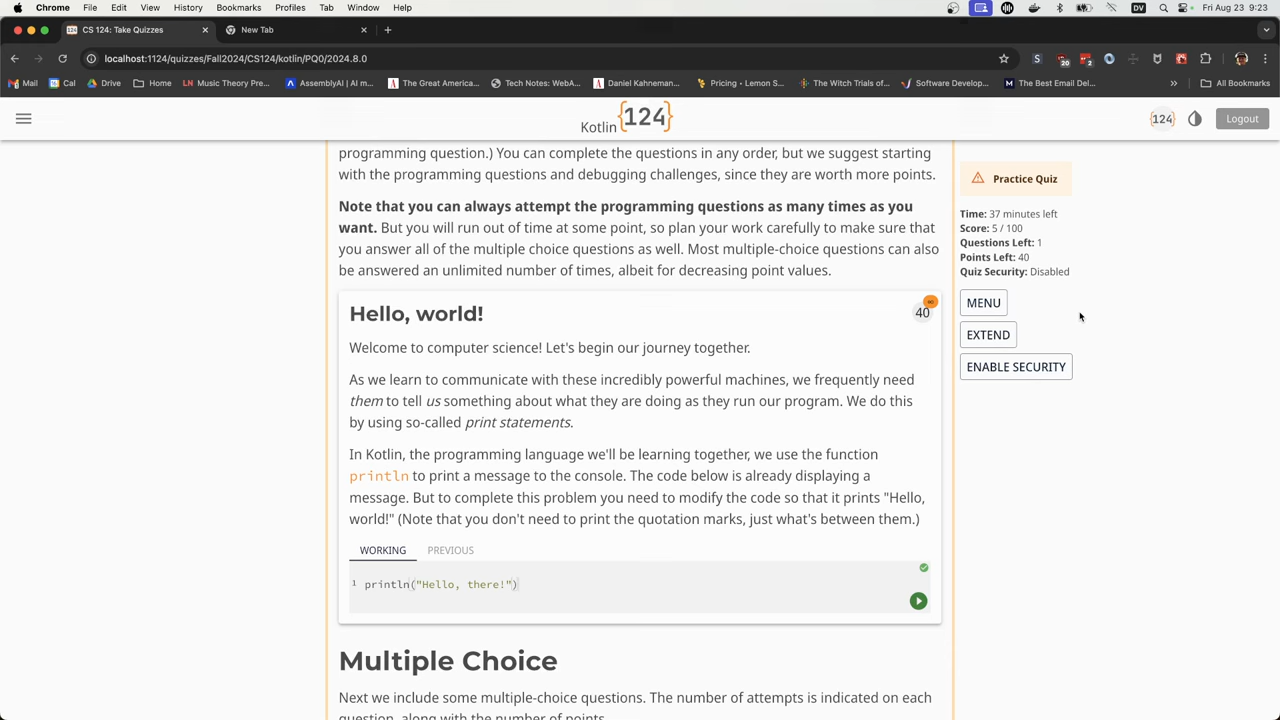 Chrome File Edit View History Bookmarks Profiles Tab Window Help DV Fri Aug 23 9:23
CS 124: Take Quizzes New Tab
localhost:1124/quizzes/Fall2024/CS124/kotlin/PQ0/2024.8.0
Mail Cal Drive Home Music Theory Pre... AssemblyAI | AI m... The Great America... Tech Notes: WebA... Daniel Kahneman... Pricing • Lemon S... The Witch Trials of... Software Develop... The Best Email Del... » All Bookmarks
Kotlin {124} {124} Logout
programming question.) You can complete the questions in any order, but we suggest starting
with the programming questions and debugging challenges, since they are worth more points.
Note that you can always attempt the programming questions as many times as you
want. But you will run out of time at some point, so plan your work carefully to make sure that
you answer all of the multiple choice questions as well. Most multiple-choice questions can also
be answered an unlimited number of times, albeit for decreasing point values.
Hello, world!
∞
40
Welcome to computer science! Let's begin our journey together.
As we learn to communicate with these incredibly powerful machines, we frequently need
them to tell us something about what they are doing as they run our program. We do this
by using so-called print statements.
In Kotlin, the programming language we'll be learning together, we use the function
println to print a message to the console. The code below is already displaying a
message. But to complete this problem you need to modify the code so that it prints "Hello,
world!" (Note that you don't need to print the quotation marks, just what's between them.)
WORKING PREVIOUS
1 println("Hello, there!")
Multiple Choice
Next we include some multiple-choice questions. The number of attempts is indicated on each
question, along with the number of points.
Practice Quiz
Time: 37 minutes left
Score: 5 / 100
Questions Left: 1
Points Left: 40
Quiz Security: Disabled
MENU
EXTEND
ENABLE SECURITY